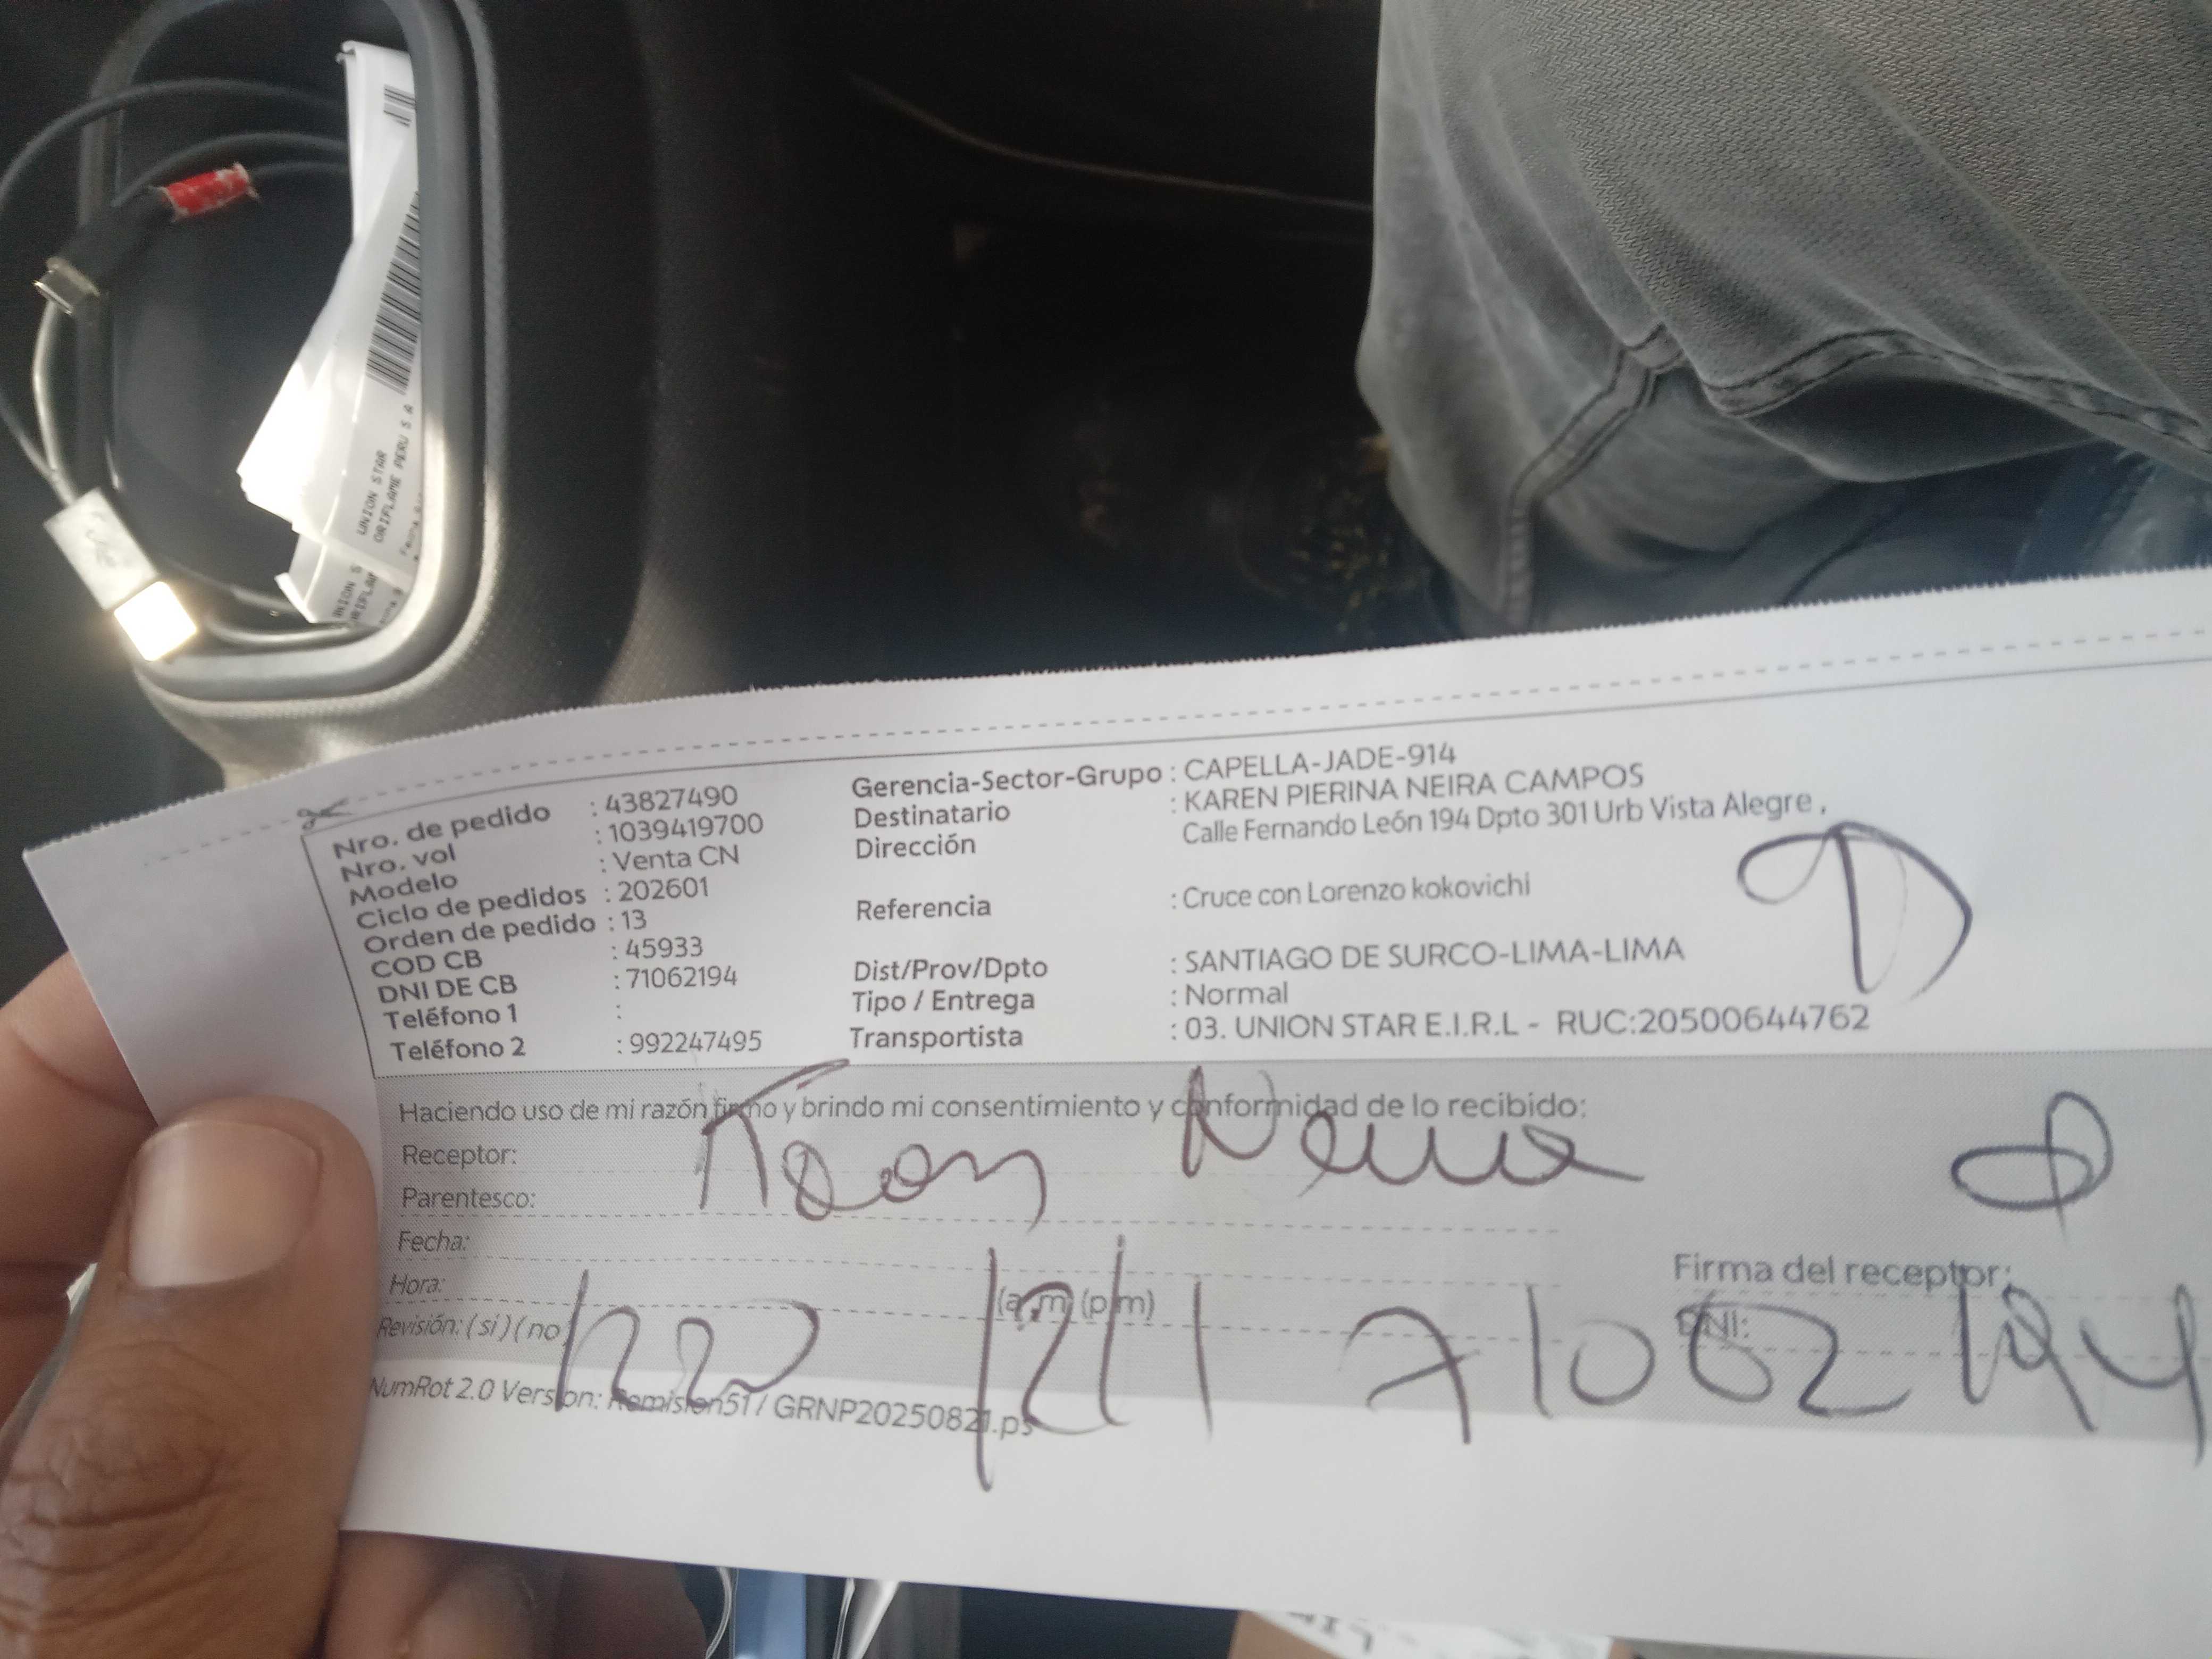 UNION STAR
ORIFLAME PERU S A
Nro. de pedido : 43827490
Nro. vol : 1039419700
Modelo : Venta CN
Ciclo de pedidos : 202601
Orden de pedido : 13
COD CB : 45933
DNI DE CB : 71062194
Teléfono 1 :
Teléfono 2 : 992247495
Gerencia-Sector-Grupo : CAPELLA-JADE-914
Destinatario : KAREN PIERINA NEIRA CAMPOS
Dirección : Calle Fernando León 194 Dpto 301 Urb Vista Alegre ,
Referencia : Cruce con Lorenzo kokovichi
Dist/Prov/Dpto : SANTIAGO DE SURCO-LIMA-LIMA
Tipo / Entrega : Normal
Transportista : 03. UNION STAR E.I.R.L - RUC:20500644762
Haciendo uso de mi razón firmo y brindo mi consentimiento y conformidad de lo recibido:
Receptor:
Neira
Parentesco:
Fecha:
Hora: (a.m) (p.m)
Firma del receptor:
Revisión: (si) (no)
DNI:
71062194
NumRot 2.0 Version: Remision51 / GRNP20250821.ps